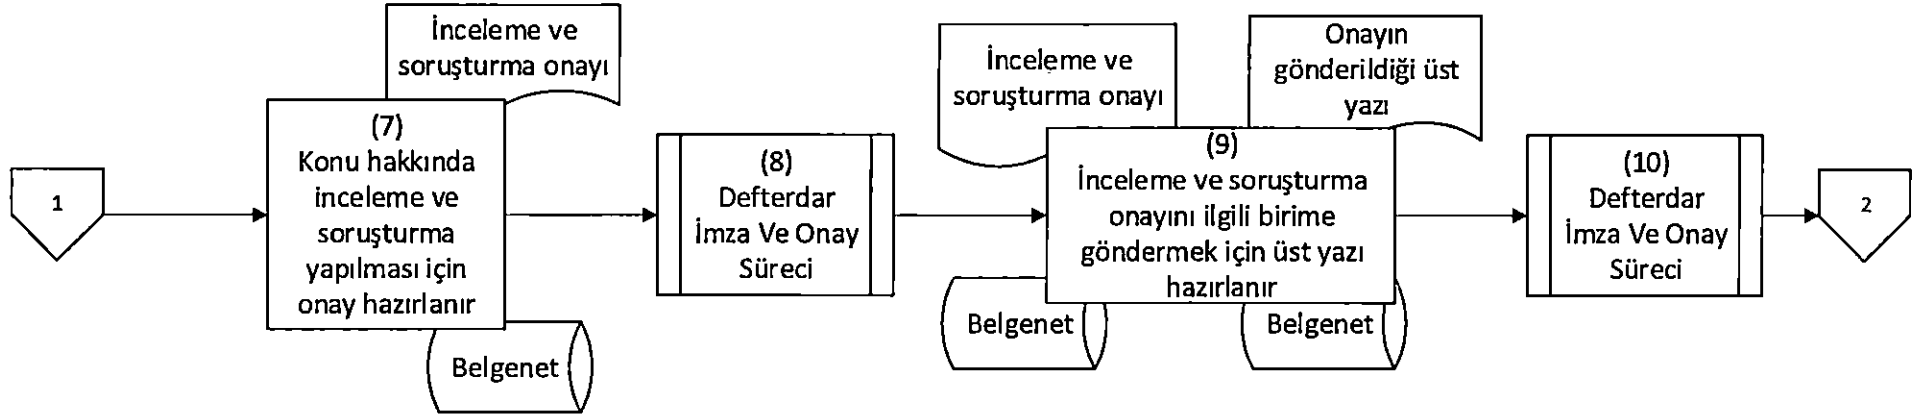 1
İnceleme ve
soruşturma onayı
(7)
Konu hakkında
inceleme ve
soruşturma
yapılması için
onay hazırlanır
Belgenet
(8)
Defterdar
İmza Ve Onay
Süreci
İnceleme ve
soruşturma onayı
Onayın
gönderildiği üst
yazı
(9)
İnceleme ve soruşturma
onayını ilgili birime
göndermek için üst yazı
hazırlanır
Belgenet
Belgenet
(10)
Defterdar
İmza Ve Onay
Süreci
2